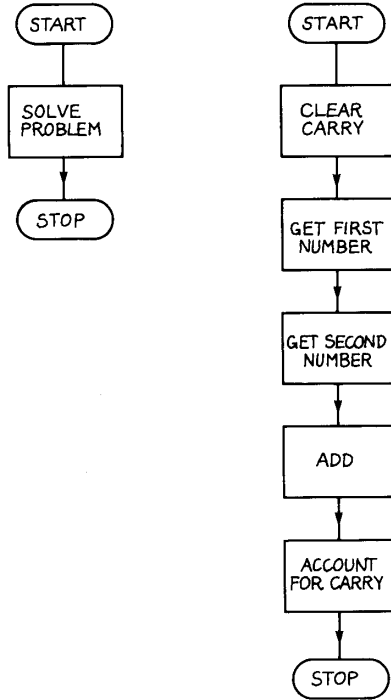 START
SOLVE
PROBLEM
STOP
START
CLEAR
CARRY
GET FIRST
NUMBER
GET SECOND
NUMBER
ADD
ACCOUNT
FOR CARRY
STOP